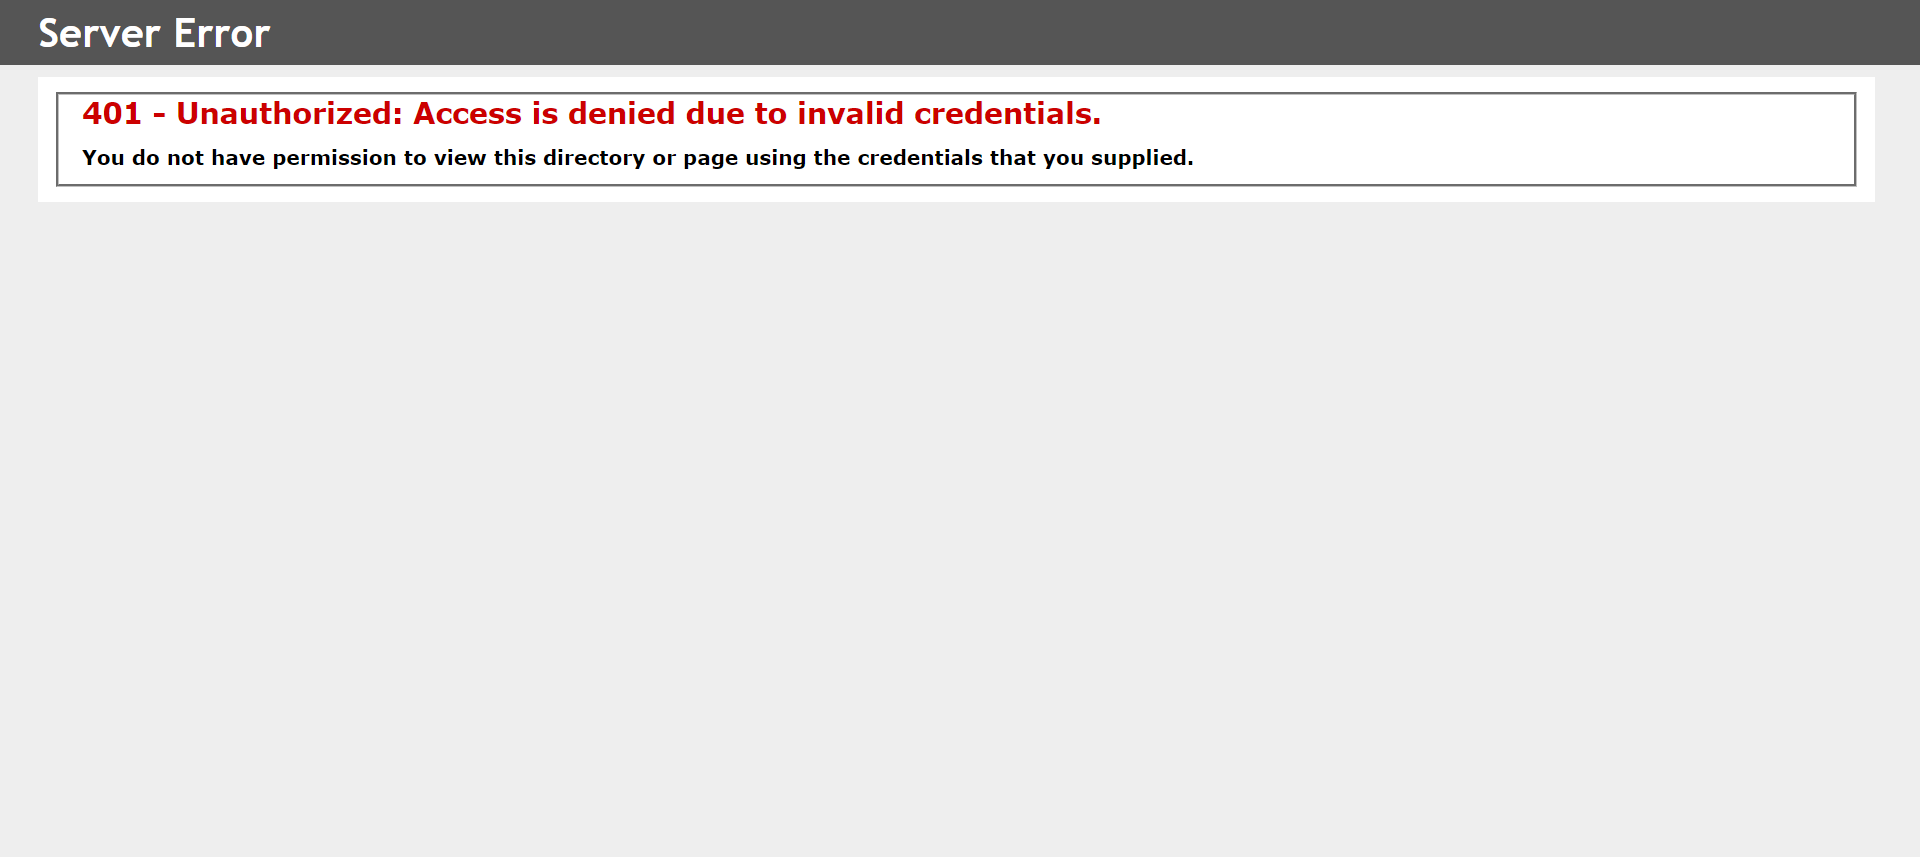 Server Error
401 - Unauthorized: Access is denied due to invalid credentials.
You do not have permission to view this directory or page using the credentials that you supplied.